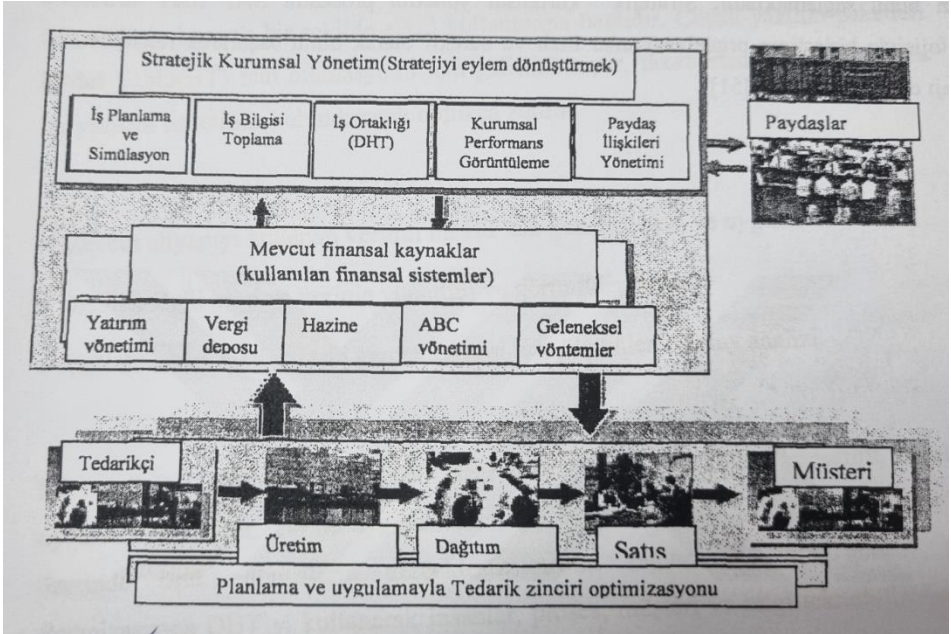 Stratejik Kurumsal Yönetim(Stratejiyi eylem dönüştürmek)
İş Planlama
ve
Simülasyon
İş Bilgisi
Toplama
İş Ortaklığı
(DHT)
Kurumsal
Performans
Görüntüleme
Paydaş
İlişkileri
Yönetimi
Paydaşlar
Mevcut finansal kaynaklar
(kullanılan finansal sistemler)
Yatırım
yönetimi
Vergi
deposu
Hazine
ABC
yönetimi
Geleneksel
yöntemler
Tedarikçi
Müsteri
Üretim
Dağıtım
Satıs
Planlama ve uygulamayla Tedarik zinciri optimizasyonu